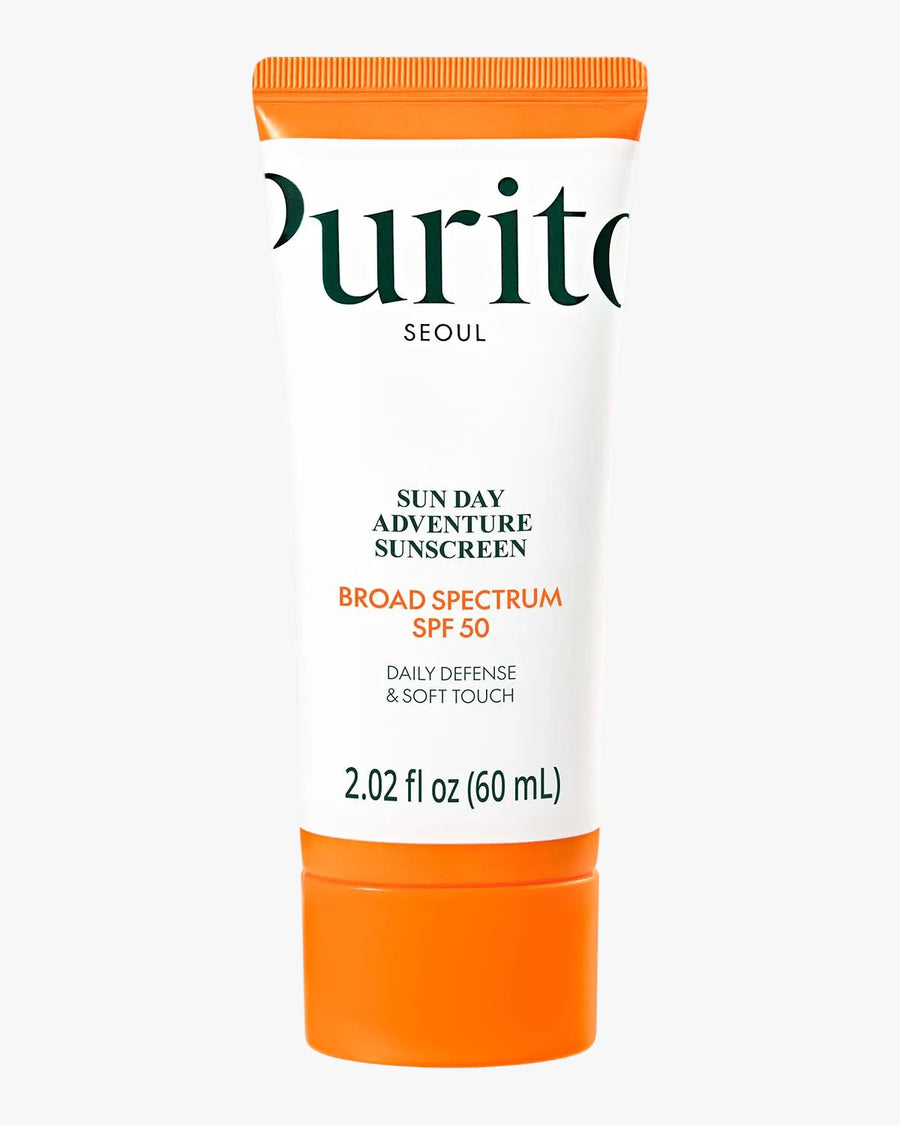 Purito
SEOUL
SUN DAY
ADVENTURE
SUNSCREEN
BROAD SPECTRUM
SPF 50
DAILY DEFENSE
& SOFT TOUCH
2.02 fl oz (60 mL)